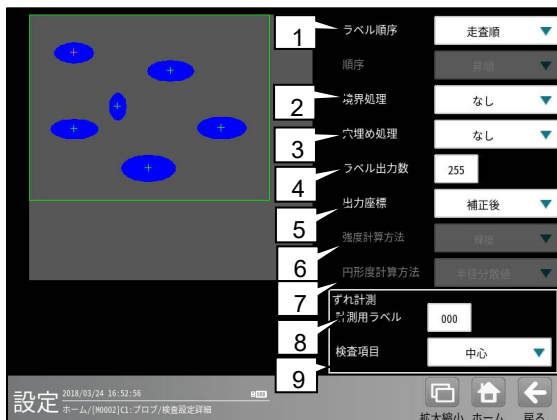 1
ラベル順序
走査順
順序
昇順
2
境界処理
なし
3
穴埋め処理
なし
4
ラベル出力数
255
5
出力座標
補正後
6
強度計算方法
輝度
7
円形度計算方法
半径分散値
ずれ計測
8
計測用ラベル
000
9
検査項目
中心
設定
2018/03/24 16:52:56
ホーム/[M0002]C1:ブロブ/検査設定詳細
拡大縮小
ホーム
戻る